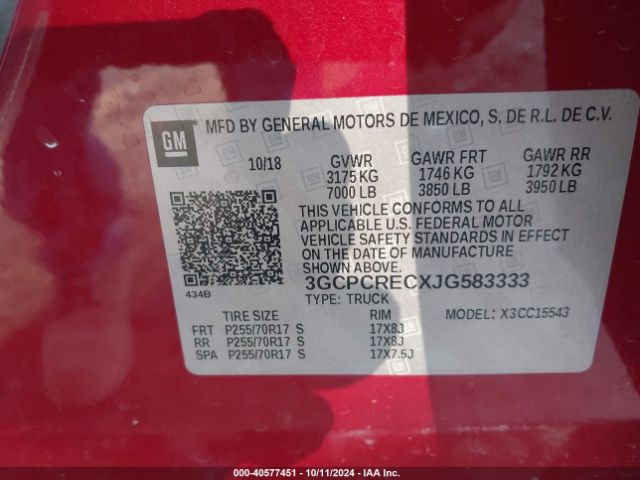 GM
MFD BY GENERAL MOTORS DE MEXICO, S. DE R.L. DE C.V.
10/18 GVWR GAWR FRT GAWR RR
3175 KG 1746 KG 1792 KG
7000 LB 3850 LB 3950 LB
THIS VEHICLE CONFORMS TO ALL
APPLICABLE U.S. FEDERAL MOTOR
VEHICLE SAFETY STANDARDS IN EFFECT
ON THE DATE OF MANUFACTURE
SHOWN ABOVE.
434B
3GCPCRECXJG583333
TYPE: TRUCK MODEL: X3CC15543
TIRE SIZE RIM
FRT P255/70R17 S 17X8J
RR P255/70R17 S 17X8J
SPA P255/70R17 S 17X7.5J
000-40577451 - 10/11/2024 - IAA Inc.